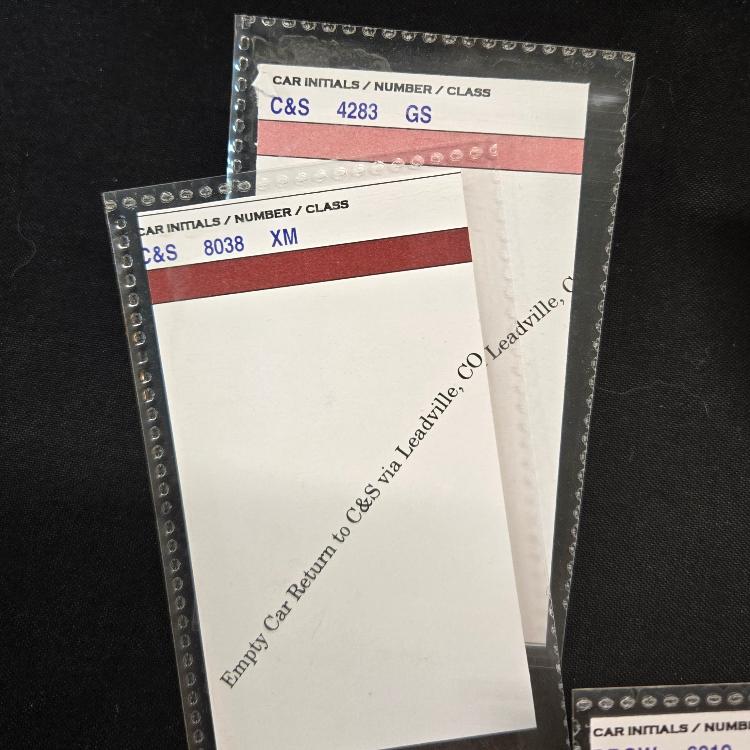 CAR INITIALS / NUMBER / CLASS
C&S 4283 GS
Leadville, C
CAR INITIALS / NUMBER / CLASS
C&S 8038 XM
Empty Car Return to C&S via Leadville, CO
CAR INITIALS / NUMB